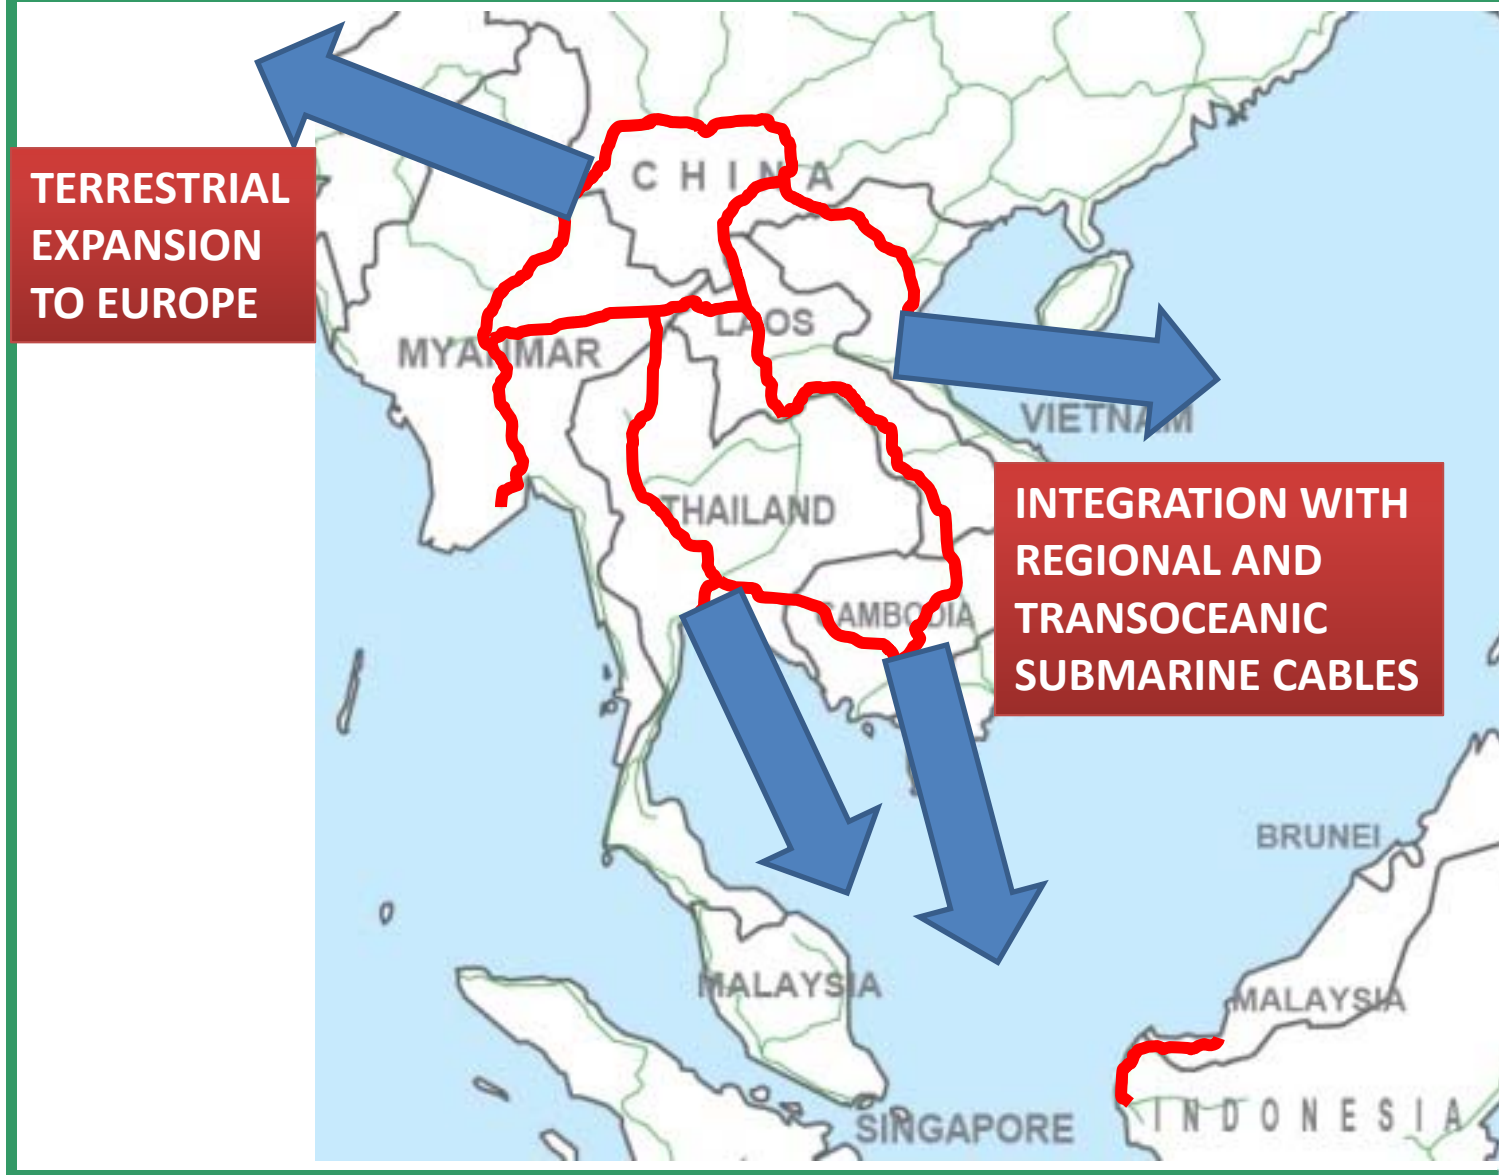 TERRESTRIAL
EXPANSION
TO EUROPE
CHINA
LAOS
MYANMAR
VIETNAM
INTEGRATION WITH
REGIONAL AND
TRANSOCEANIC
SUBMARINE CABLES
THAILAND
CAMBODIA
BRUNEI
MALAYSIA
MALAYSIA
INDONESIA
SINGAPORE